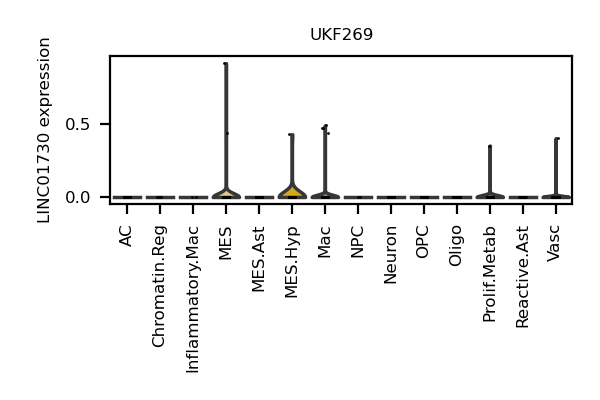 UKF269
LINC01730 expression
0.5
0.0
AC
Chromatin.Reg
Inflammatory.Mac
MES
MES.Ast
MES.Hyp
Mac
NPC
Neuron
OPC
Oligo
Prolif.Metab
Reactive.Ast
Vasc